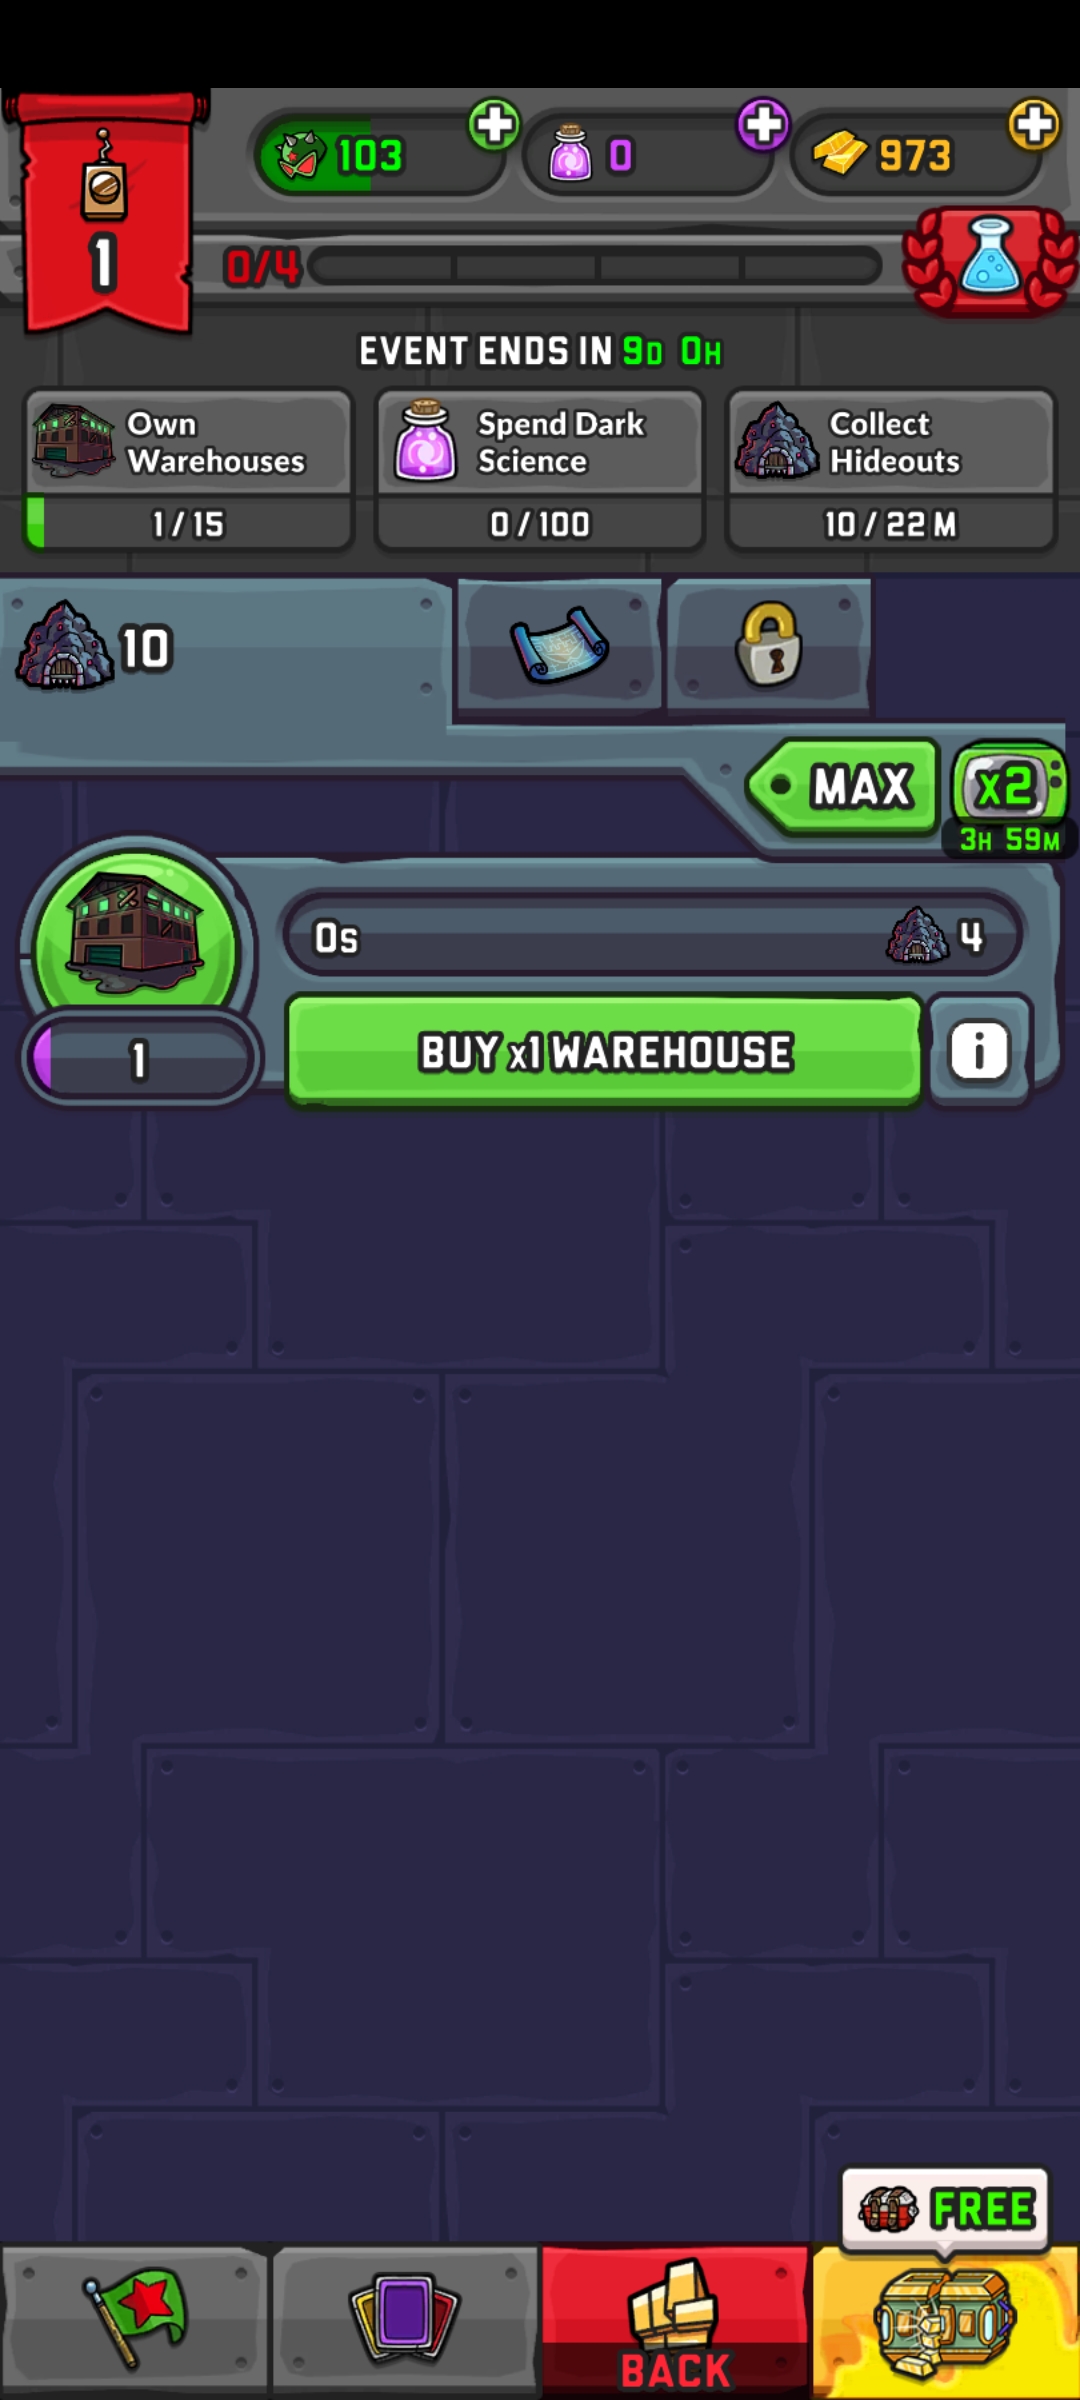 103
0
973
1
0/4
EVENT ENDS IN 9D 0H
Own
Warehouses
1/15
Spend Dark
Science
0/100
Collect
Hideouts
10/22 M
10
MAX
x2
3H 59M
0s
4
1
BUY x1 WAREHOUSE
i
FREE
BACK